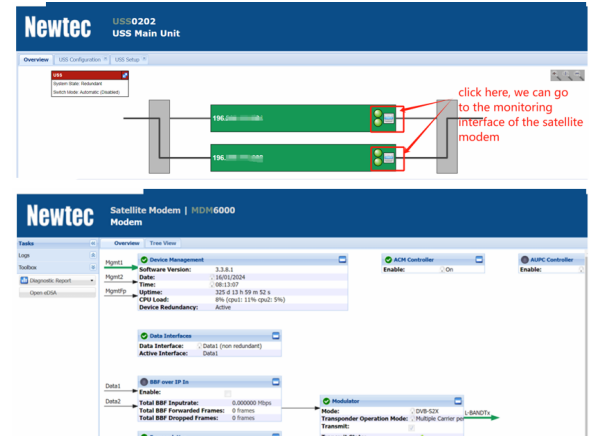 Newtec
USS0202
USS Main Unit
Overview USS Configuration USS Setup
USS
System State: Redundant
Switch Mode: Automatic (Disabled)
click here, we can go
to the monitoring
interface of the satellite
modem
196.
196.
Newtec
Satellite Modem | MDM6000
Modem
Tasks
Overview Tree View
Logs
Toolbox
Diagnostic Report
Open eDSA
Mgmt1
Mgmt2
MgmtFp
Device Management
Software Version: 3.3.8.1
Date: 16/01/2024
Time: 08:13:07
Uptime: 325 d 13 h 59 m 52 s
CPU Load: 8% (cpu1: 11% cpu2: 5%)
Device Redundancy: Active
ACM Controller
Enable: On
AUPC Controller
Enable:
Data Interfaces
Data Interface: Data1 (non redundant)
Active Interface: Data1
Data1
Data2
BBF over IP In
Enable:
Total BBF Inputrate: 0.000000 Mbps
Total BBF Forwarded Frames: 0 frames
Total BBF Dropped Frames: 0 frames
Modulator
Mode: DVB-S2X
Transponder Operation Mode: Multiple Carrier per
Transmit:
L-BANDTx